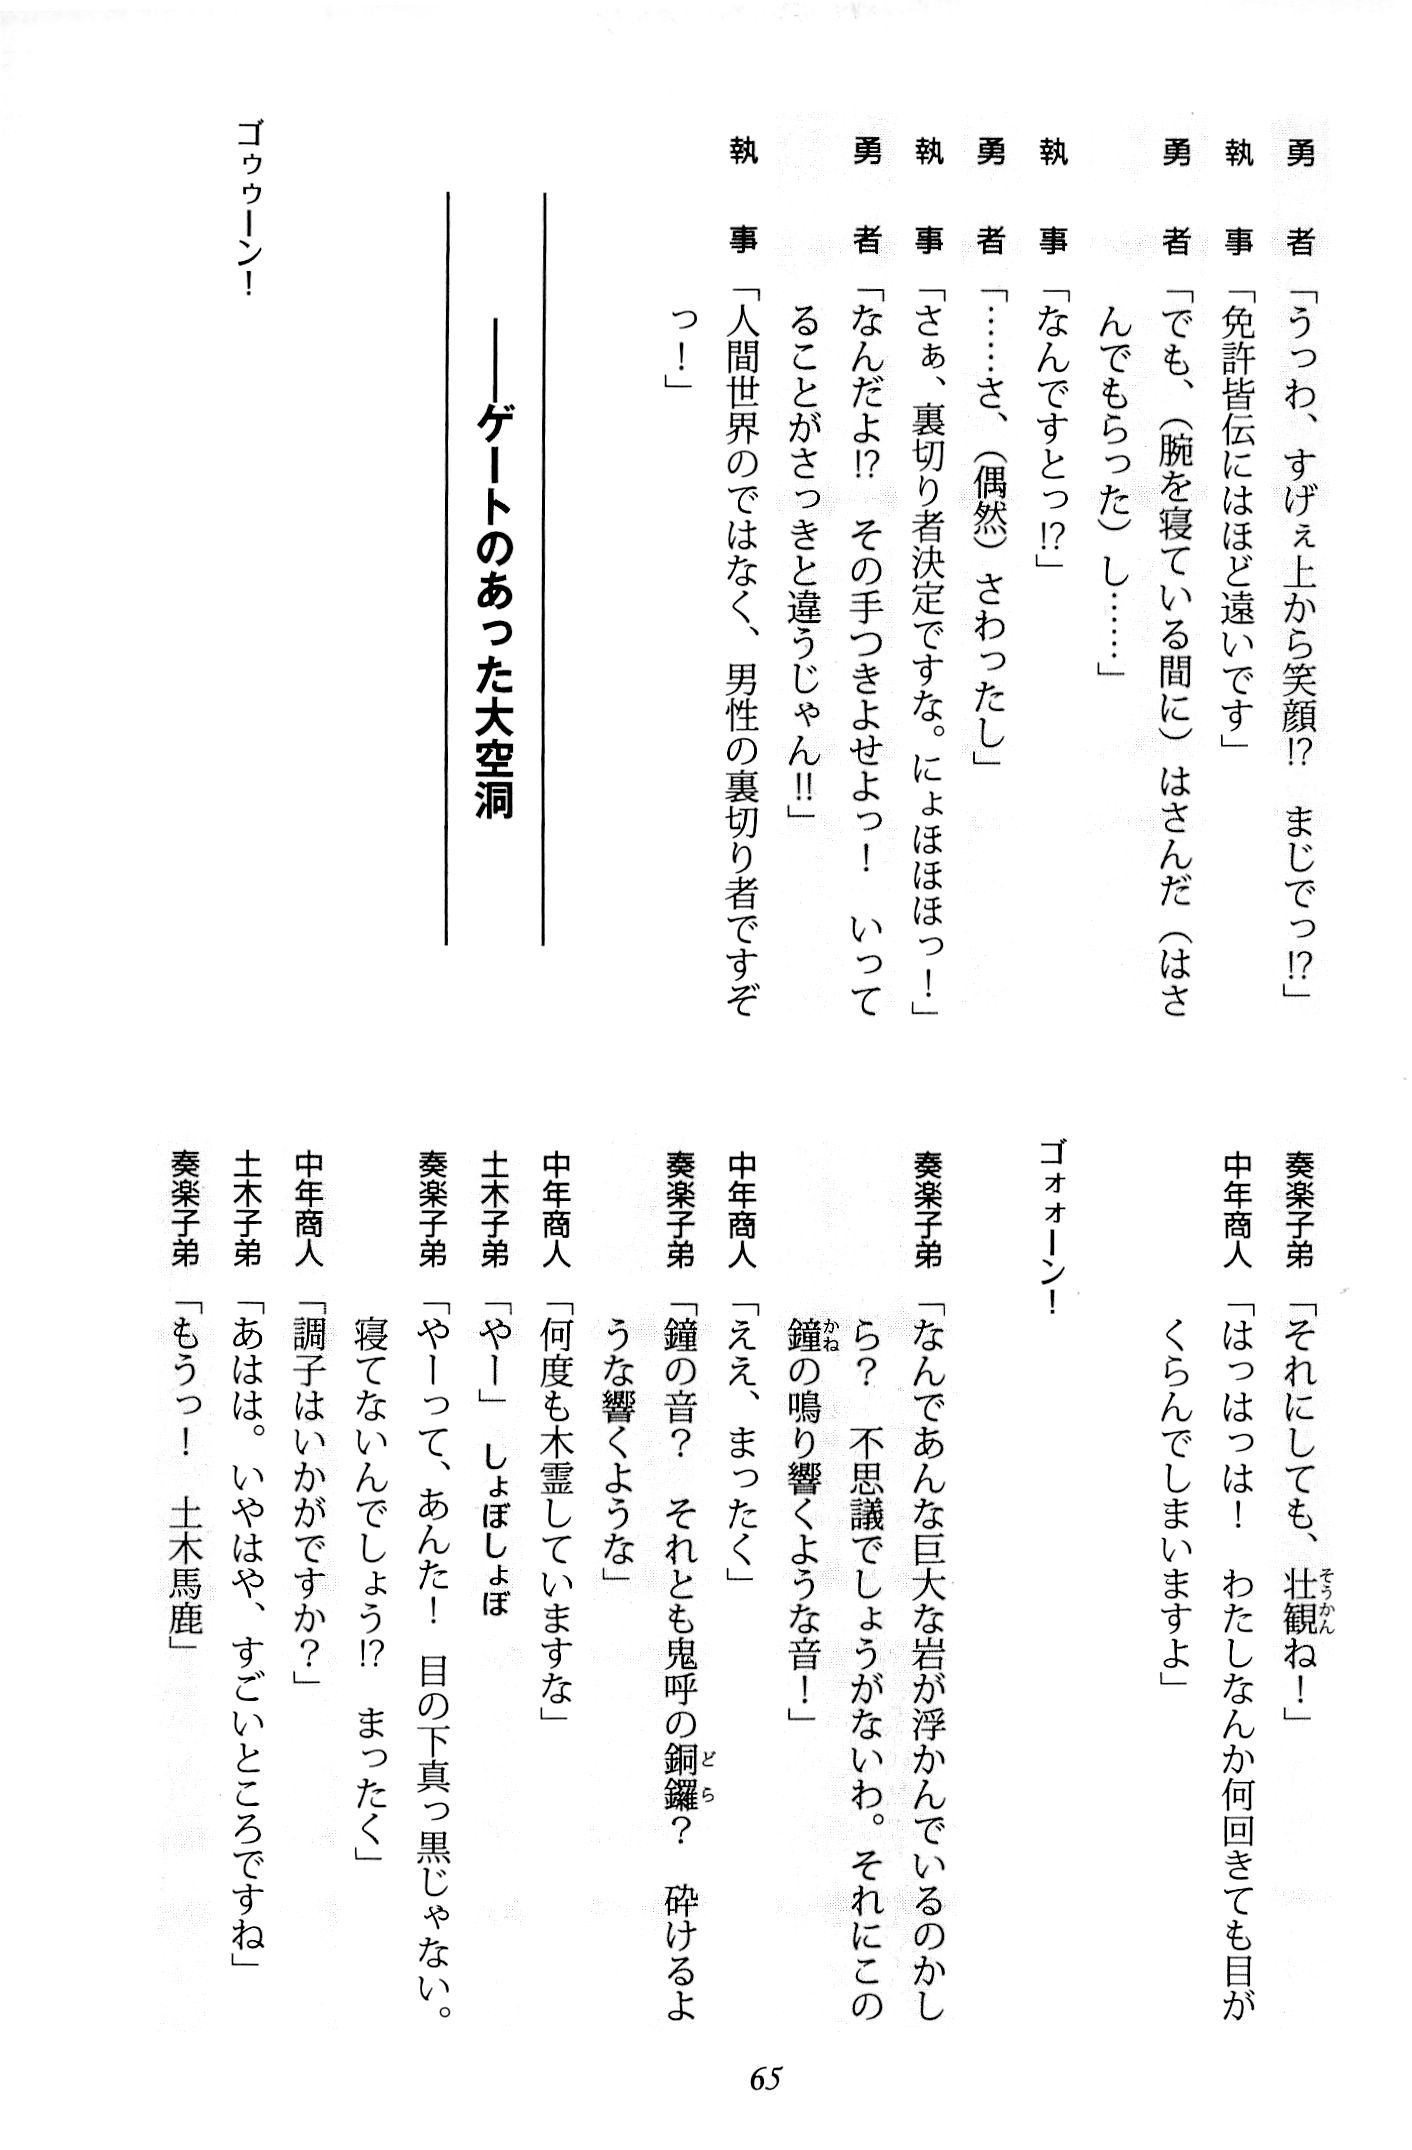 勇者「うっわ、すげぇ上から笑顔!? まじでっ!?」
執事「免許皆伝にはほど遠いです」
勇者「でも、(腕を寝ている間に)はさんだ(はさ
んでもらった)し……」
執事「なんですとっ!?」
勇者「……さ、(偶然)さわったし」
執事「さぁ、裏切り者決定ですな。にょほほほっ!」
勇者「なんだよ!? その手つきよせよっ! いって
ることがさっきと違うじゃん!!」
執事「人間世界のではなく、男性の裏切り者ですぞ
っ!」
――ゲートのあった大空洞
ゴゥゥーン!
奏楽子弟「それにしても、壮観ね!」
そうかん
中年商人「はっはっは! わたしなんか何回きても目が
くらんでしまいますよ」
ゴォォーン!
奏楽子弟「なんであんな巨大な岩が浮かんでいるのかし
ら? 不思議でしょうがないわ。それにこの
鐘の鳴り響くような音!」
かね
中年商人「ええ、まったく」
奏楽子弟「鐘の音? それとも鬼呼の銅鑼? 砕けるよ
どら
うな響くような」
中年商人「何度も木霊していますな」
土木子弟「やー」しょぼしょぼ
奏楽子弟「やーって、あんた! 目の下真っ黒じゃない。
寝てないんでしょう!? まったく」
中年商人「調子はいかがですか?」
土木子弟「あはは。いやはや、すごいところですね」
奏楽子弟「もうっ! 土木馬鹿」
65